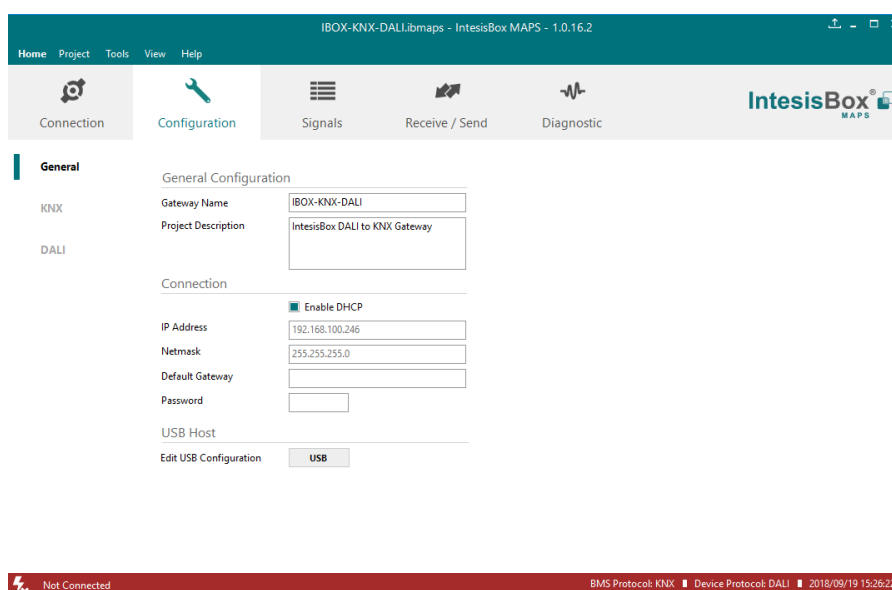 IBOX-KNX-DALI.ibmaps - IntesisBox MAPS - 1.0.16.2
Home Project Tools View Help
Connection Configuration Signals Receive / Send Diagnostic
IntesisBox®
MAPS
General
KNX
DALI
General Configuration
Gateway Name IBOX-KNX-DALI
Project Description IntesisBox DALI to KNX Gateway
Connection
Enable DHCP
IP Address 192.168.100.246
Netmask 255.255.255.0
Default Gateway
Password
USB Host
Edit USB Configuration USB
Not Connected BMS Protocol: KNX Device Protocol: DALI 2018/09/19 15:26:22